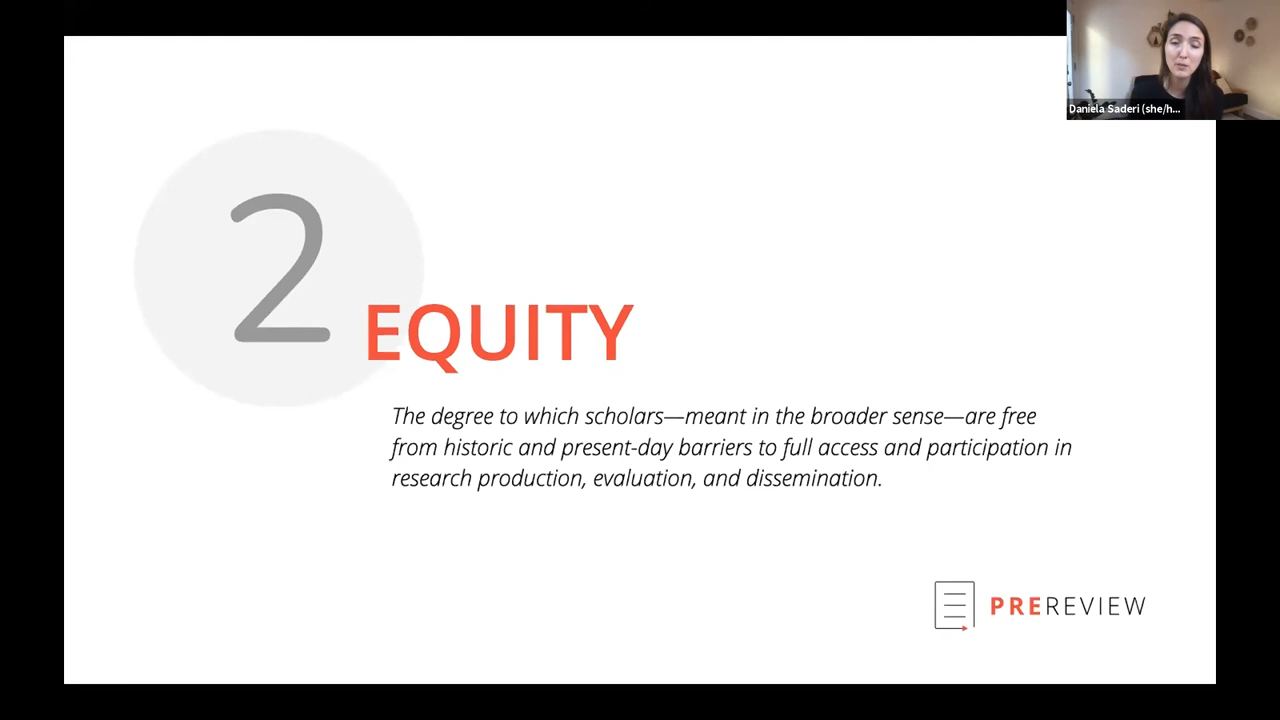 Daniela Saderi (she/h...
2
EQUITY
The degree to which scholars—meant in the broader sense—are free
from historic and present-day barriers to full access and participation in
research production, evaluation, and dissemination.
PREREVIEW